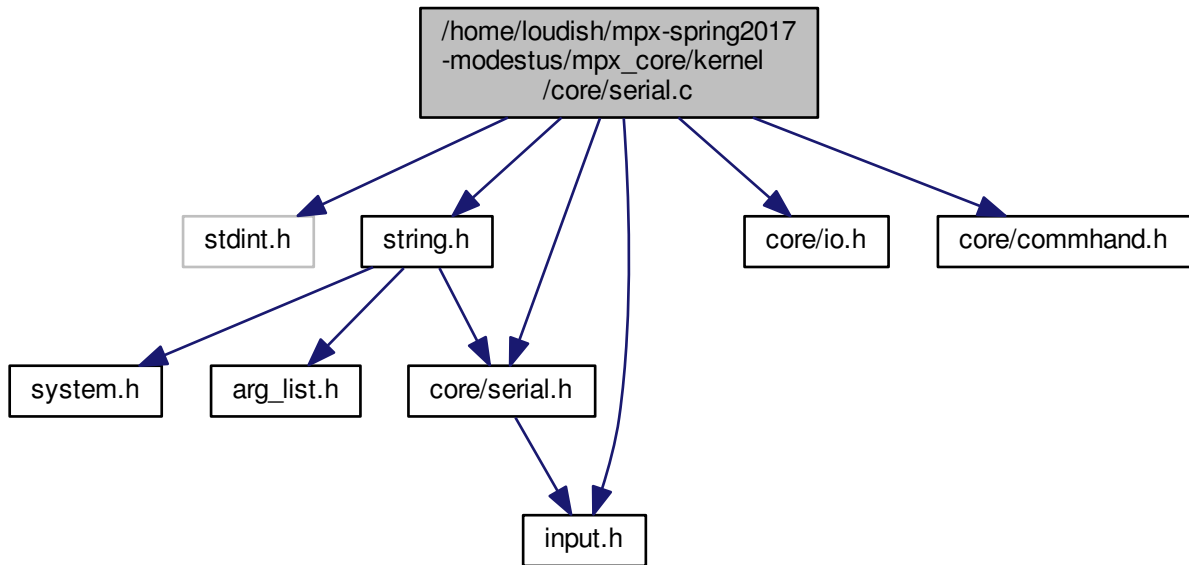 /home/loudish/mpx-spring2017
-modestus/mpx_core/kernel
/core/serial.c
stdint.h
string.h
core/io.h
core/commhand.h
system.h
arg_list.h
core/serial.h
input.h